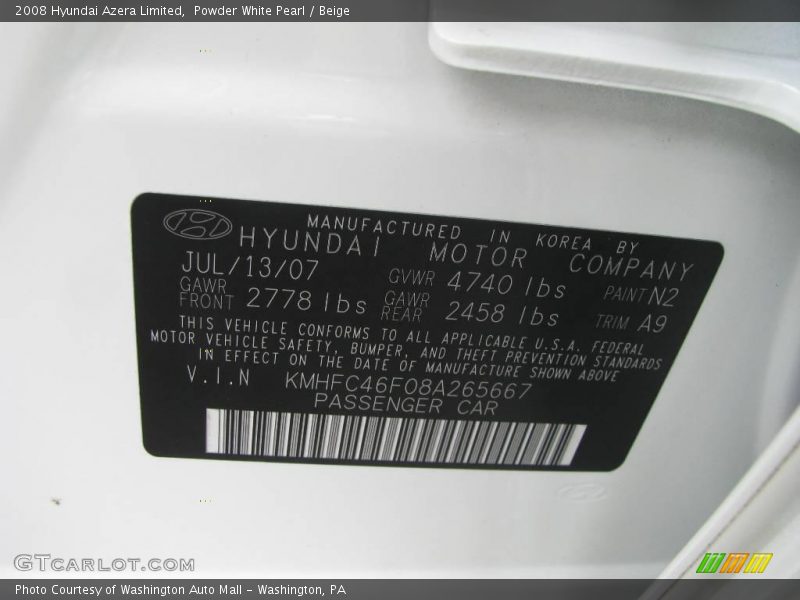 2008 Hyundai Azera Limited,  Powder White Pearl / Beige
MANUFACTURED IN KOREA BY
HYUNDAI MOTOR COMPANY
JUL/13/07 GVWR 4740 lbs PAINT N2
GAWR FRONT 2778 lbs GAWR REAR 2458 lbs TRIM A9
THIS VEHICLE CONFORMS TO ALL APPLICABLE U.S.A. FEDERAL
MOTOR VEHICLE SAFETY, BUMPER, AND THEFT PREVENTION STANDARDS
IN EFFECT ON THE DATE OF MANUFACTURE SHOWN ABOVE
V.I.N KMHFC46F08A265667
PASSENGER CAR
GTCARLOT.COM
Photo Courtesy of Washington Auto Mall - Washington, PA